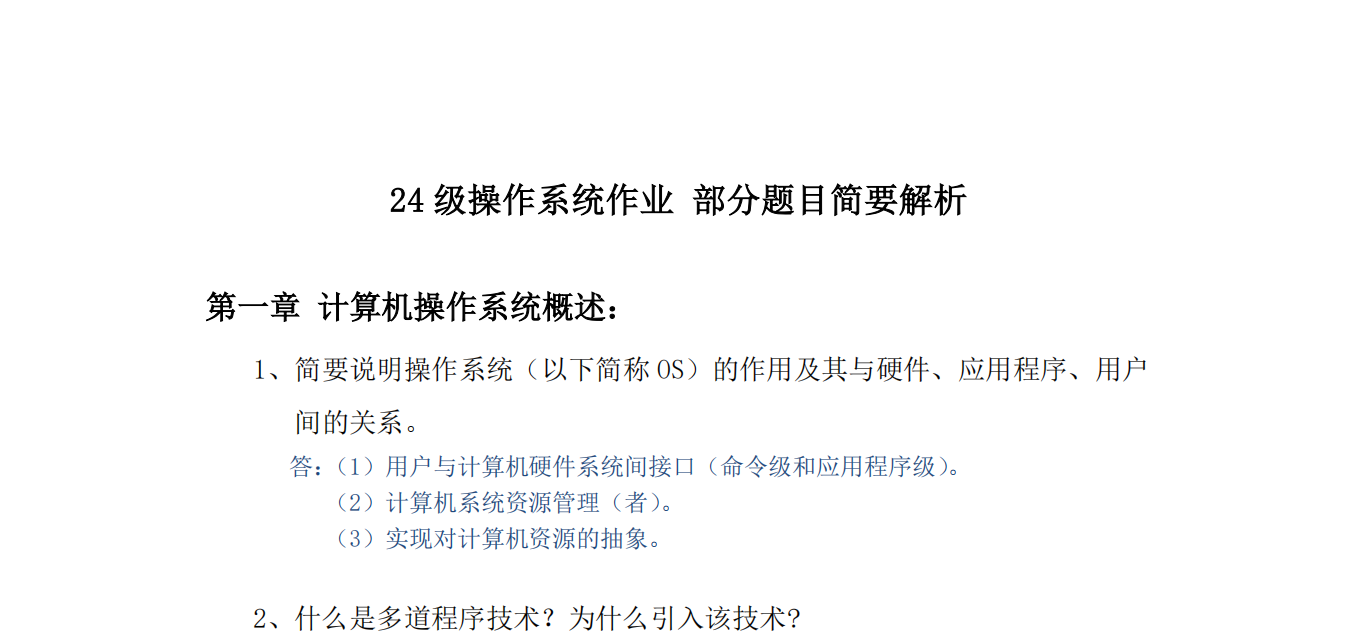 24 级操作系统作业 部分题目简要解析
第一章 计算机操作系统概述：
1、简要说明操作系统（以下简称 OS）的作用及其与硬件、应用程序、用户
间的关系。
答：（1）用户与计算机硬件系统间接口（命令级和应用程序级）。
（2）计算机系统资源管理（者）。
（3）实现对计算机资源的抽象。
2、什么是多道程序技术？为什么引入该技术?